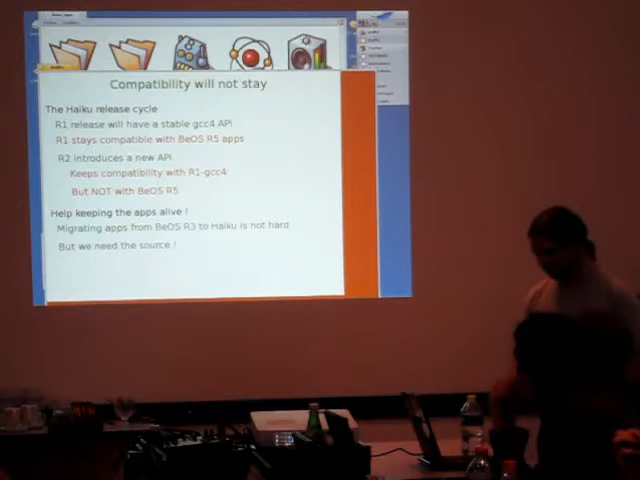 Compatibility will not stay
The Haiku release cycle
R1 release will have a stable gcc4 API
R1 stays compatible with BeOS R5 apps
R2 introduces a new API
Keeps compatibility with R1-gcc4
But NOT with BeOS R5
Help keeping the apps alive !
Migrating apps from BeOS R3 to Haiku is not hard
But we need the source !